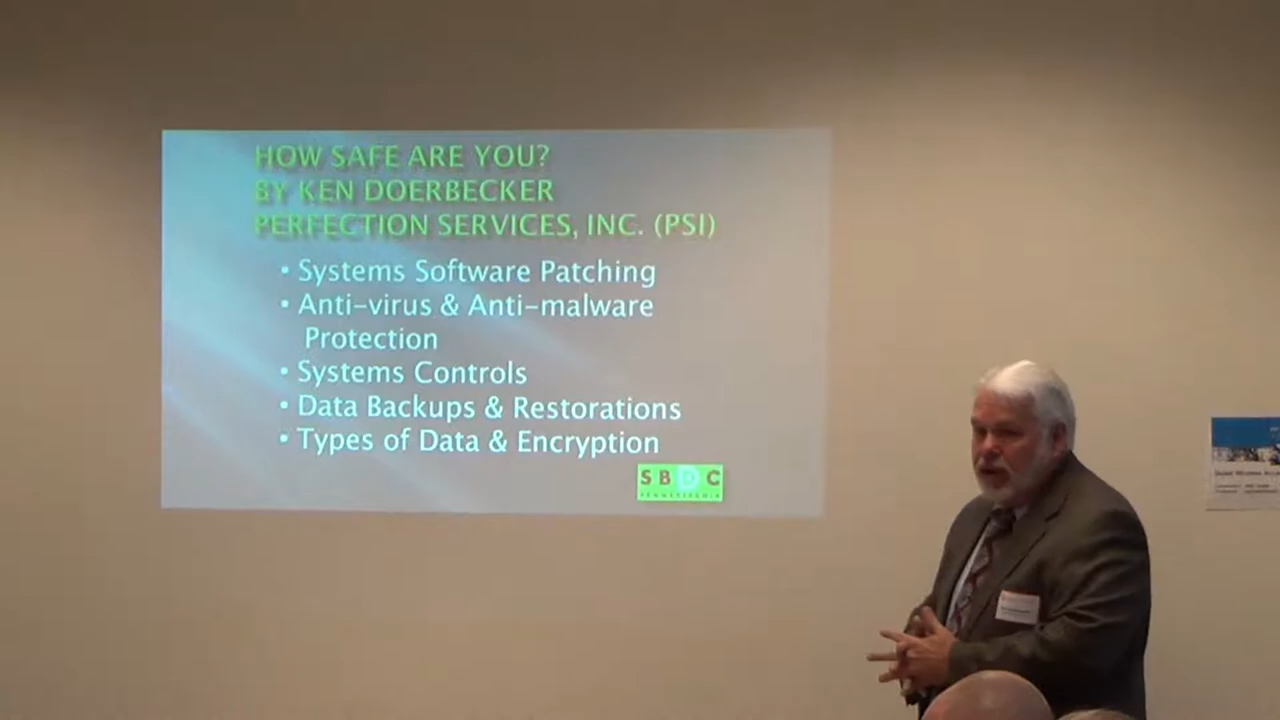 HOW SAFE ARE YOU?
BY KEN DOERBECKER
PERFECTION SERVICES, INC. (PSI)
• Systems Software Patching
• Anti-virus & Anti-malware
Protection
• Systems Controls
• Data Backups & Restorations
• Types of Data & Encryption
SBDC
PENNSYLVANIA